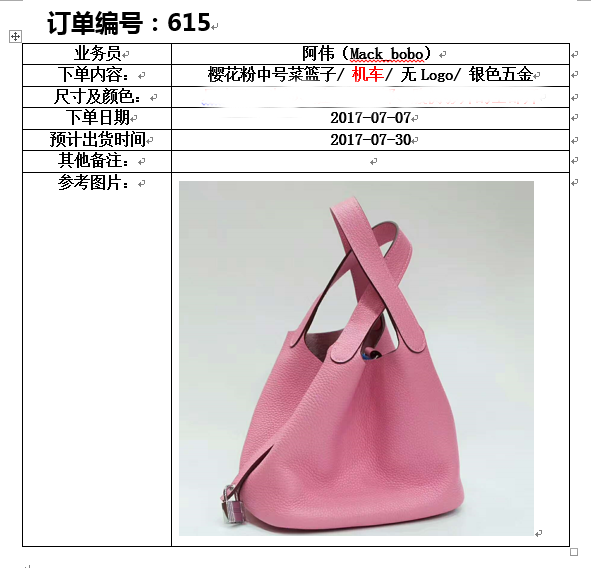 订单编号：615
业务员 阿伟（Mack_bobo）
下单内容： 樱花粉中号菜篮子/ 机车/ 无 Logo/ 银色五金
尺寸及颜色：
下单日期 2017-07-07
预计出货时间 2017-07-30
其他备注：
参考图片：